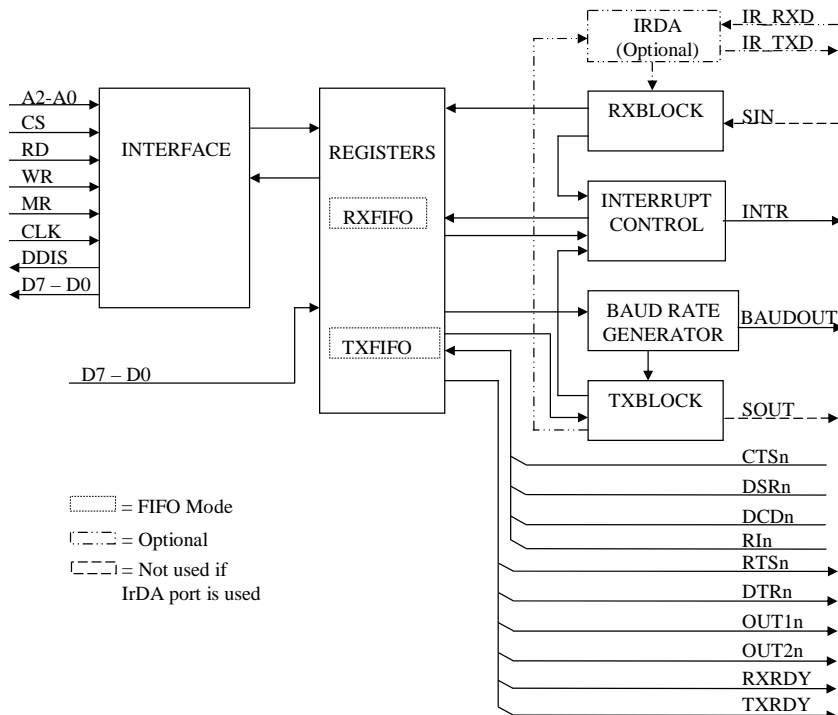 IRDA
(Optional)
IR_RXD
IR_TXD
A2-A0
CS
RD
WR
MR
CLK
DDIS
D7 – D0
INTERFACE
REGISTERS
RXFIFO
TXFIFO
D7 – D0
RXBLOCK
SIN
INTERRUPT
CONTROL
INTR
BAUD RATE
GENERATOR
BAUDOUT
TXBLOCK
SOUT
CTSn
DSRn
DCDn
RIn
RTSn
DTRn
OUT1n
OUT2n
RXRDY
TXRDY
= FIFO Mode
= Optional
= Not used if
IrDA port is used